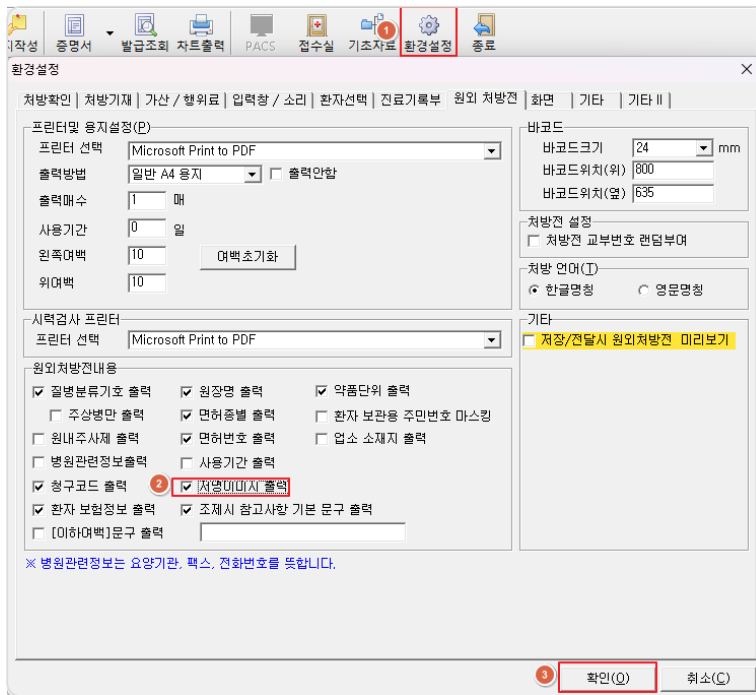 지작성 증명서 발급조회 차트출력 PACS 접수실 1 기초자료 환경설정 종료
환경설정
처방확인 처방기재 가산 / 행위료 입력창 / 소리 환자선택 진료기록부 원외 처방전 화면 기타 기타 II
프린터및 용지설정(P)
프린터 선택 Microsoft Print to PDF
출력방법 일반 A4 용지 출력안함
출력매수 1 매
사용기간 0 일
왼쪽여백 10 여백초기화
위여백 10
바코드
바코드크기 24 mm
바코드위치(위) 800
바코드위치(옆) 635
처방전 설정
처방전 교부번호 랜덤부여
처방 언어(T)
한글명칭 영문명칭
시력검사 프린터
프린터 선택 Microsoft Print to PDF
기타
저장/전달시 원외처방전 미리보기
원외처방전내용
질병분류기호 출력 원장명 출력 약품단위 출력
주상병만 출력 면허종별 출력 환자 보관용 주민번호 마스킹
원내주사제 출력 면허번호 출력 업소 소재지 출력
병원관련정보출력 사용기간 출력
청구코드 출력 2 서명이미지 출력
환자 보험정보 출력 조제시 참고사항 기본 문구 출력
[이하여백]문구 출력
※ 병원관련정보는 요양기관, 팩스, 전화번호를 뜻합니다.
3 확인(O) 취소(C)